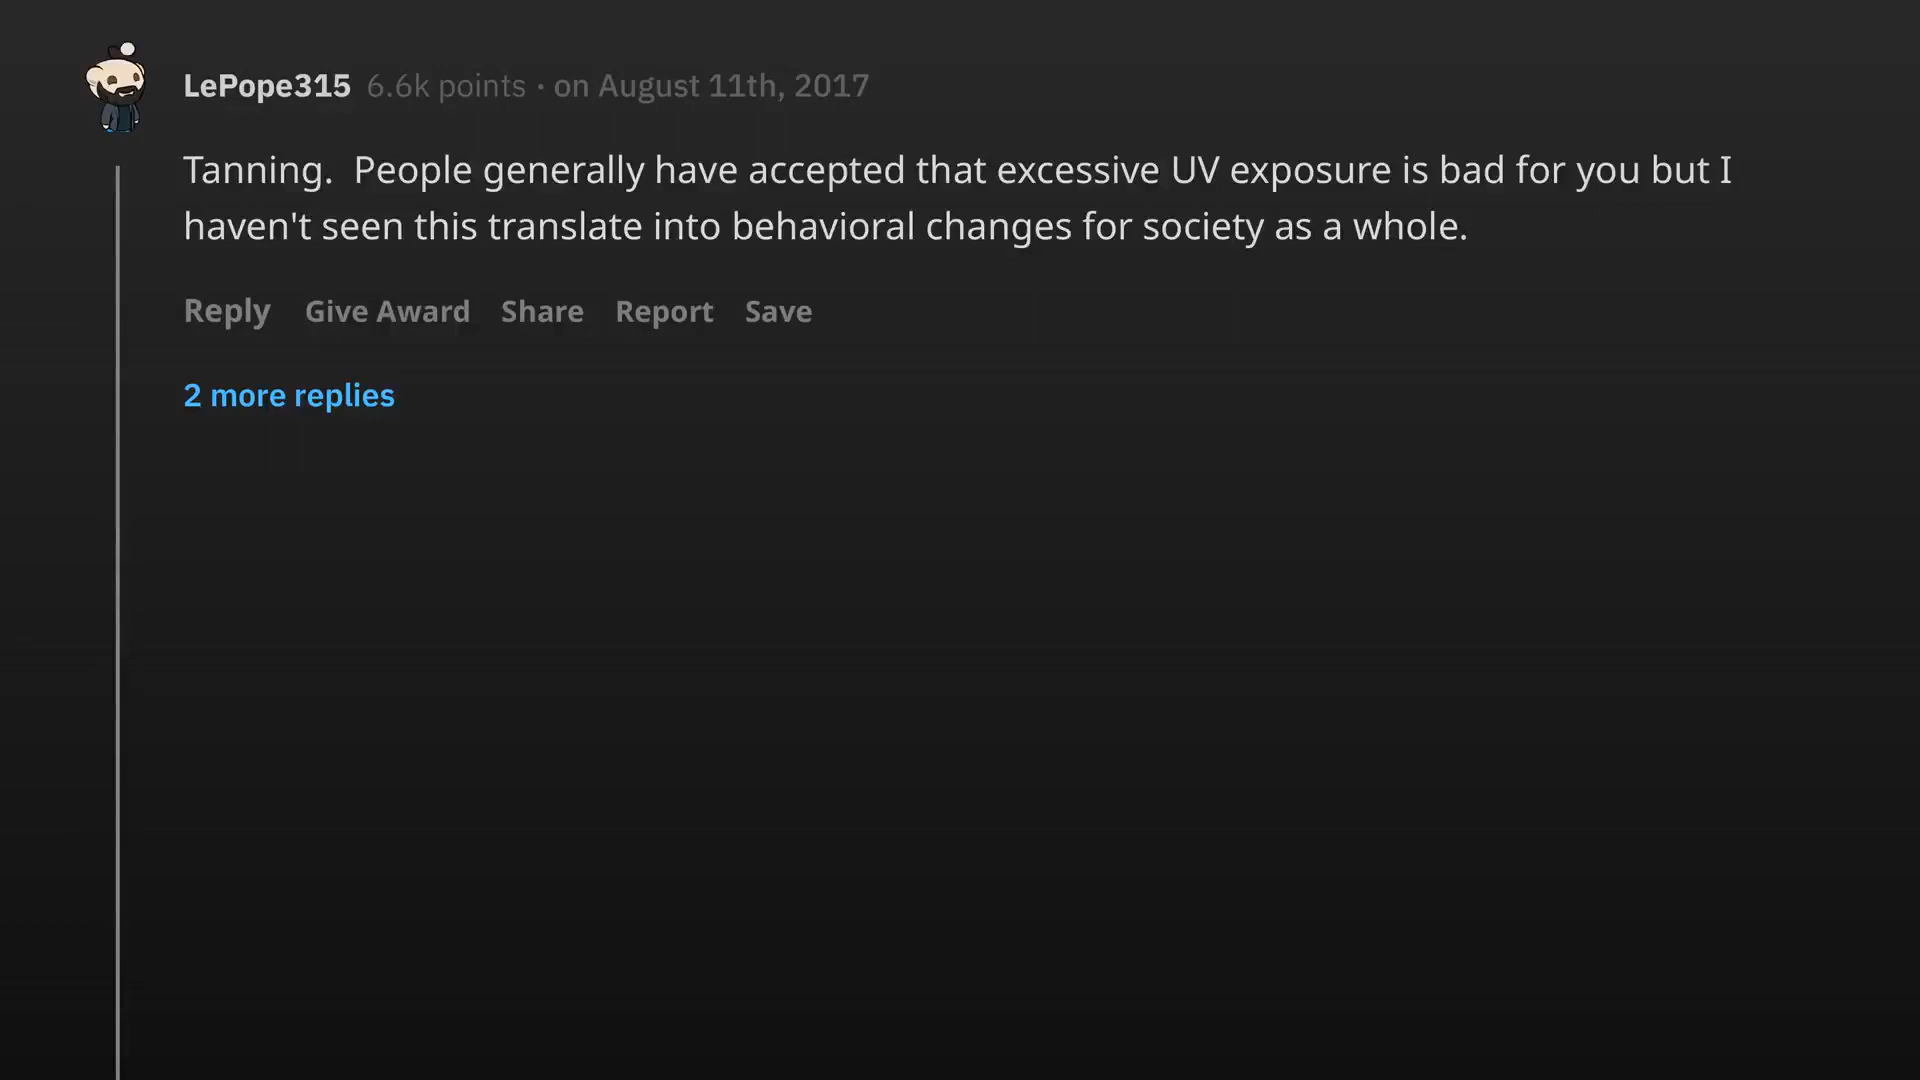 LePope315 6.6k points · on August 11th, 2017
Tanning.  People generally have accepted that excessive UV exposure is bad for you but I
haven't seen this translate into behavioral changes for society as a whole.
Reply Give Award Share Report Save
2 more replies